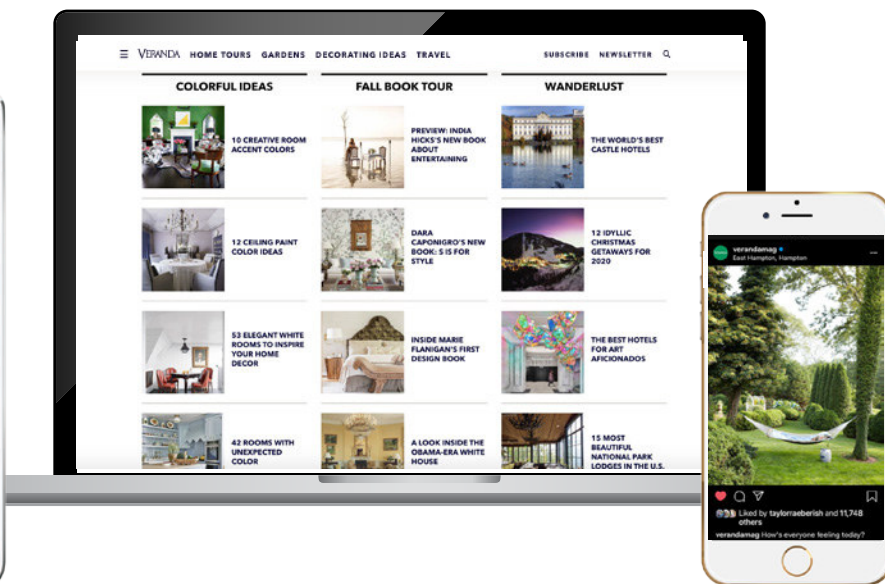 VERANDA HOME TOURS GARDENS DECORATING IDEAS TRAVEL
SUBSCRIBE NEWSLETTER
COLORFUL IDEAS
10 CREATIVE ROOM
ACCENT COLORS
12 CEILING PAINT
COLOR IDEAS
53 ELEGANT WHITE
ROOMS TO INSPIRE
YOUR HOME
DECOR
42 ROOMS WITH
UNEXPECTED
COLOR
FALL BOOK TOUR
PREVIEW: INDIA
HICKS'S NEW BOOK
ABOUT
ENTERTAINING
DARA
CAPONIGRO'S NEW
BOOK: S IS FOR
STYLE
INSIDE MARIE
FLANIGAN'S FIRST
DESIGN BOOK
A LOOK INSIDE THE
OBAMA-ERA WHITE
HOUSE
WANDERLUST
THE WORLD'S BEST
CASTLE HOTELS
12 IDYLLIC
CHRISTMAS
GETAWAYS FOR
2020
THE BEST HOTELS
FOR ART
AFICIONADOS
15 MOST
BEAUTIFUL
NATIONAL PARK
LODGES IN THE U.S.
verandamag
East Hampton, Hampton
Liked by taylorraeberish and 11,748
others
verandamag How's everyone feeling today?